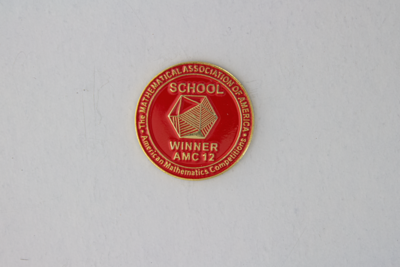 • The MATHEMATICAL ASSOCIATION OF AMERICA •
SCHOOL
WINNER
AMC 12
American Mathematics Competitions